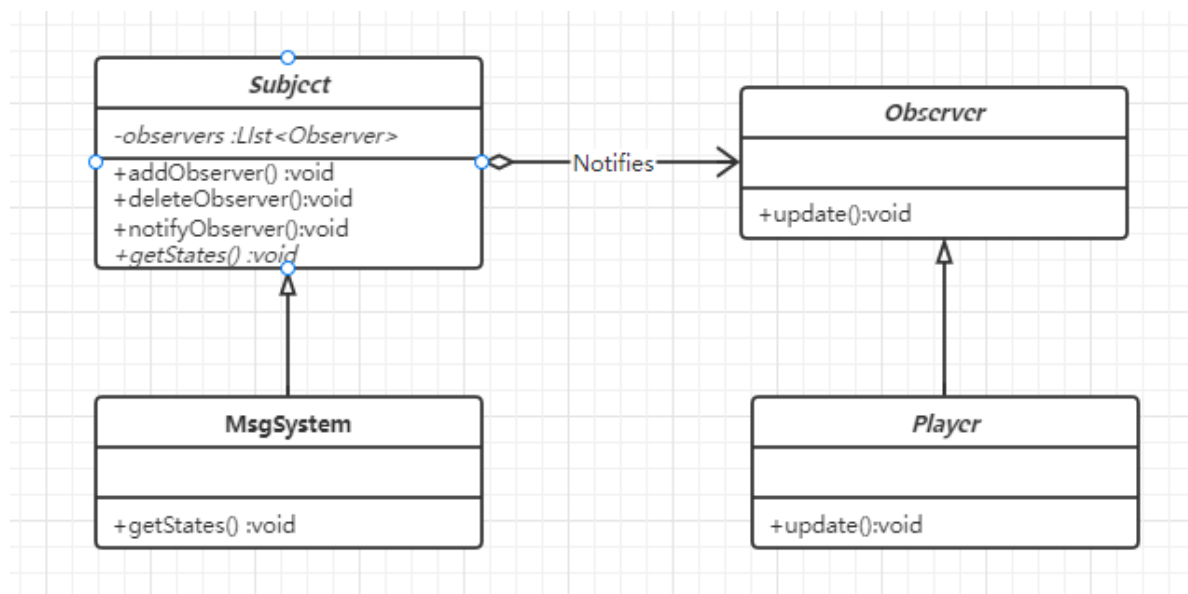 Subject
-observers :LIst<Observer>
+addObserver() :void
+deleteObserver():void
+notifyObserver():void
+getStates() :void
Notifies
Observer
+update():void
MsgSystem
+getStates() :void
Player
+update():void